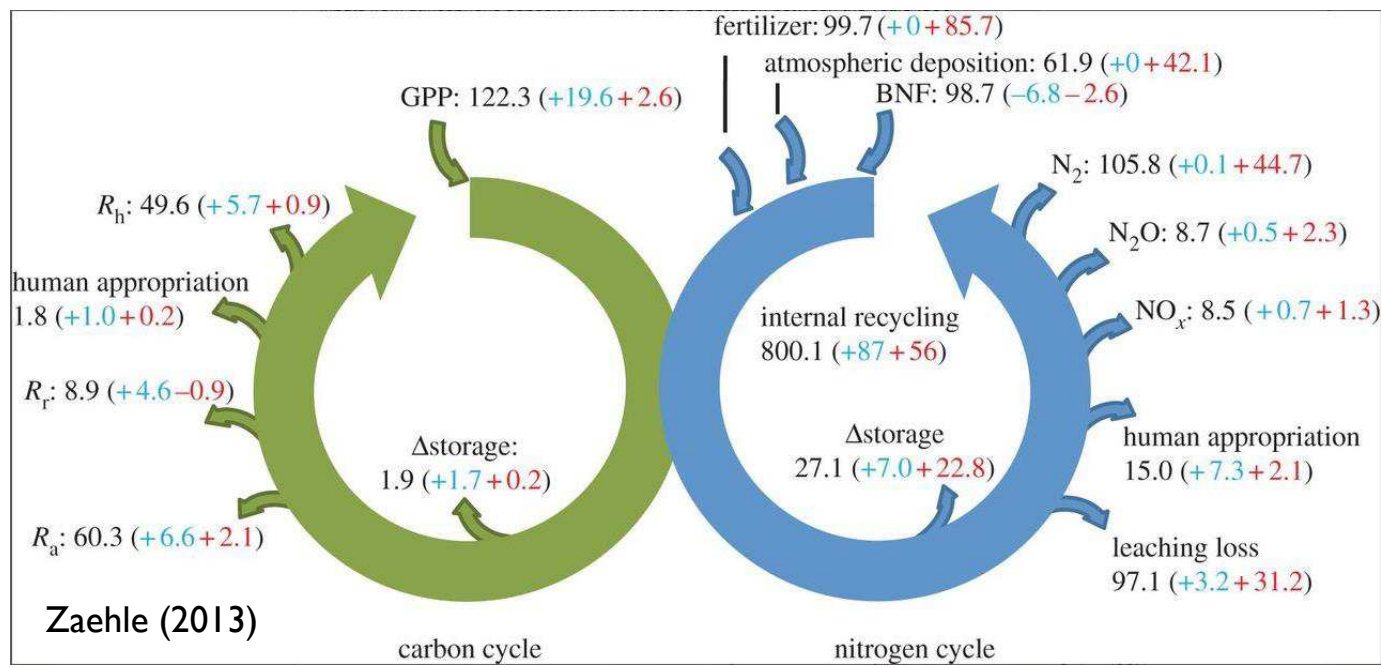 fertilizer: 99.7 (+0+85.7)
atmospheric deposition: 61.9 (+0+42.1)
GPP: 122.3 (+19.6+2.6)
BNF: 98.7 (–6.8–2.6)
N₂: 105.8 (+0.1+44.7)
Rₕ: 49.6 (+5.7+0.9)
N₂O: 8.7 (+0.5+2.3)
human appropriation
1.8 (+1.0+0.2)
internal recycling
800.1 (+87+56)
NOₓ: 8.5 (+0.7+1.3)
Rᵣ: 8.9 (+4.6–0.9)
Δstorage:
1.9 (+1.7+0.2)
Δstorage
27.1 (+7.0+22.8)
human appropriation
15.0 (+7.3+2.1)
Rₐ: 60.3 (+6.6+2.1)
leaching loss
97.1 (+3.2+31.2)
Zaehle (2013)
carbon cycle
nitrogen cycle